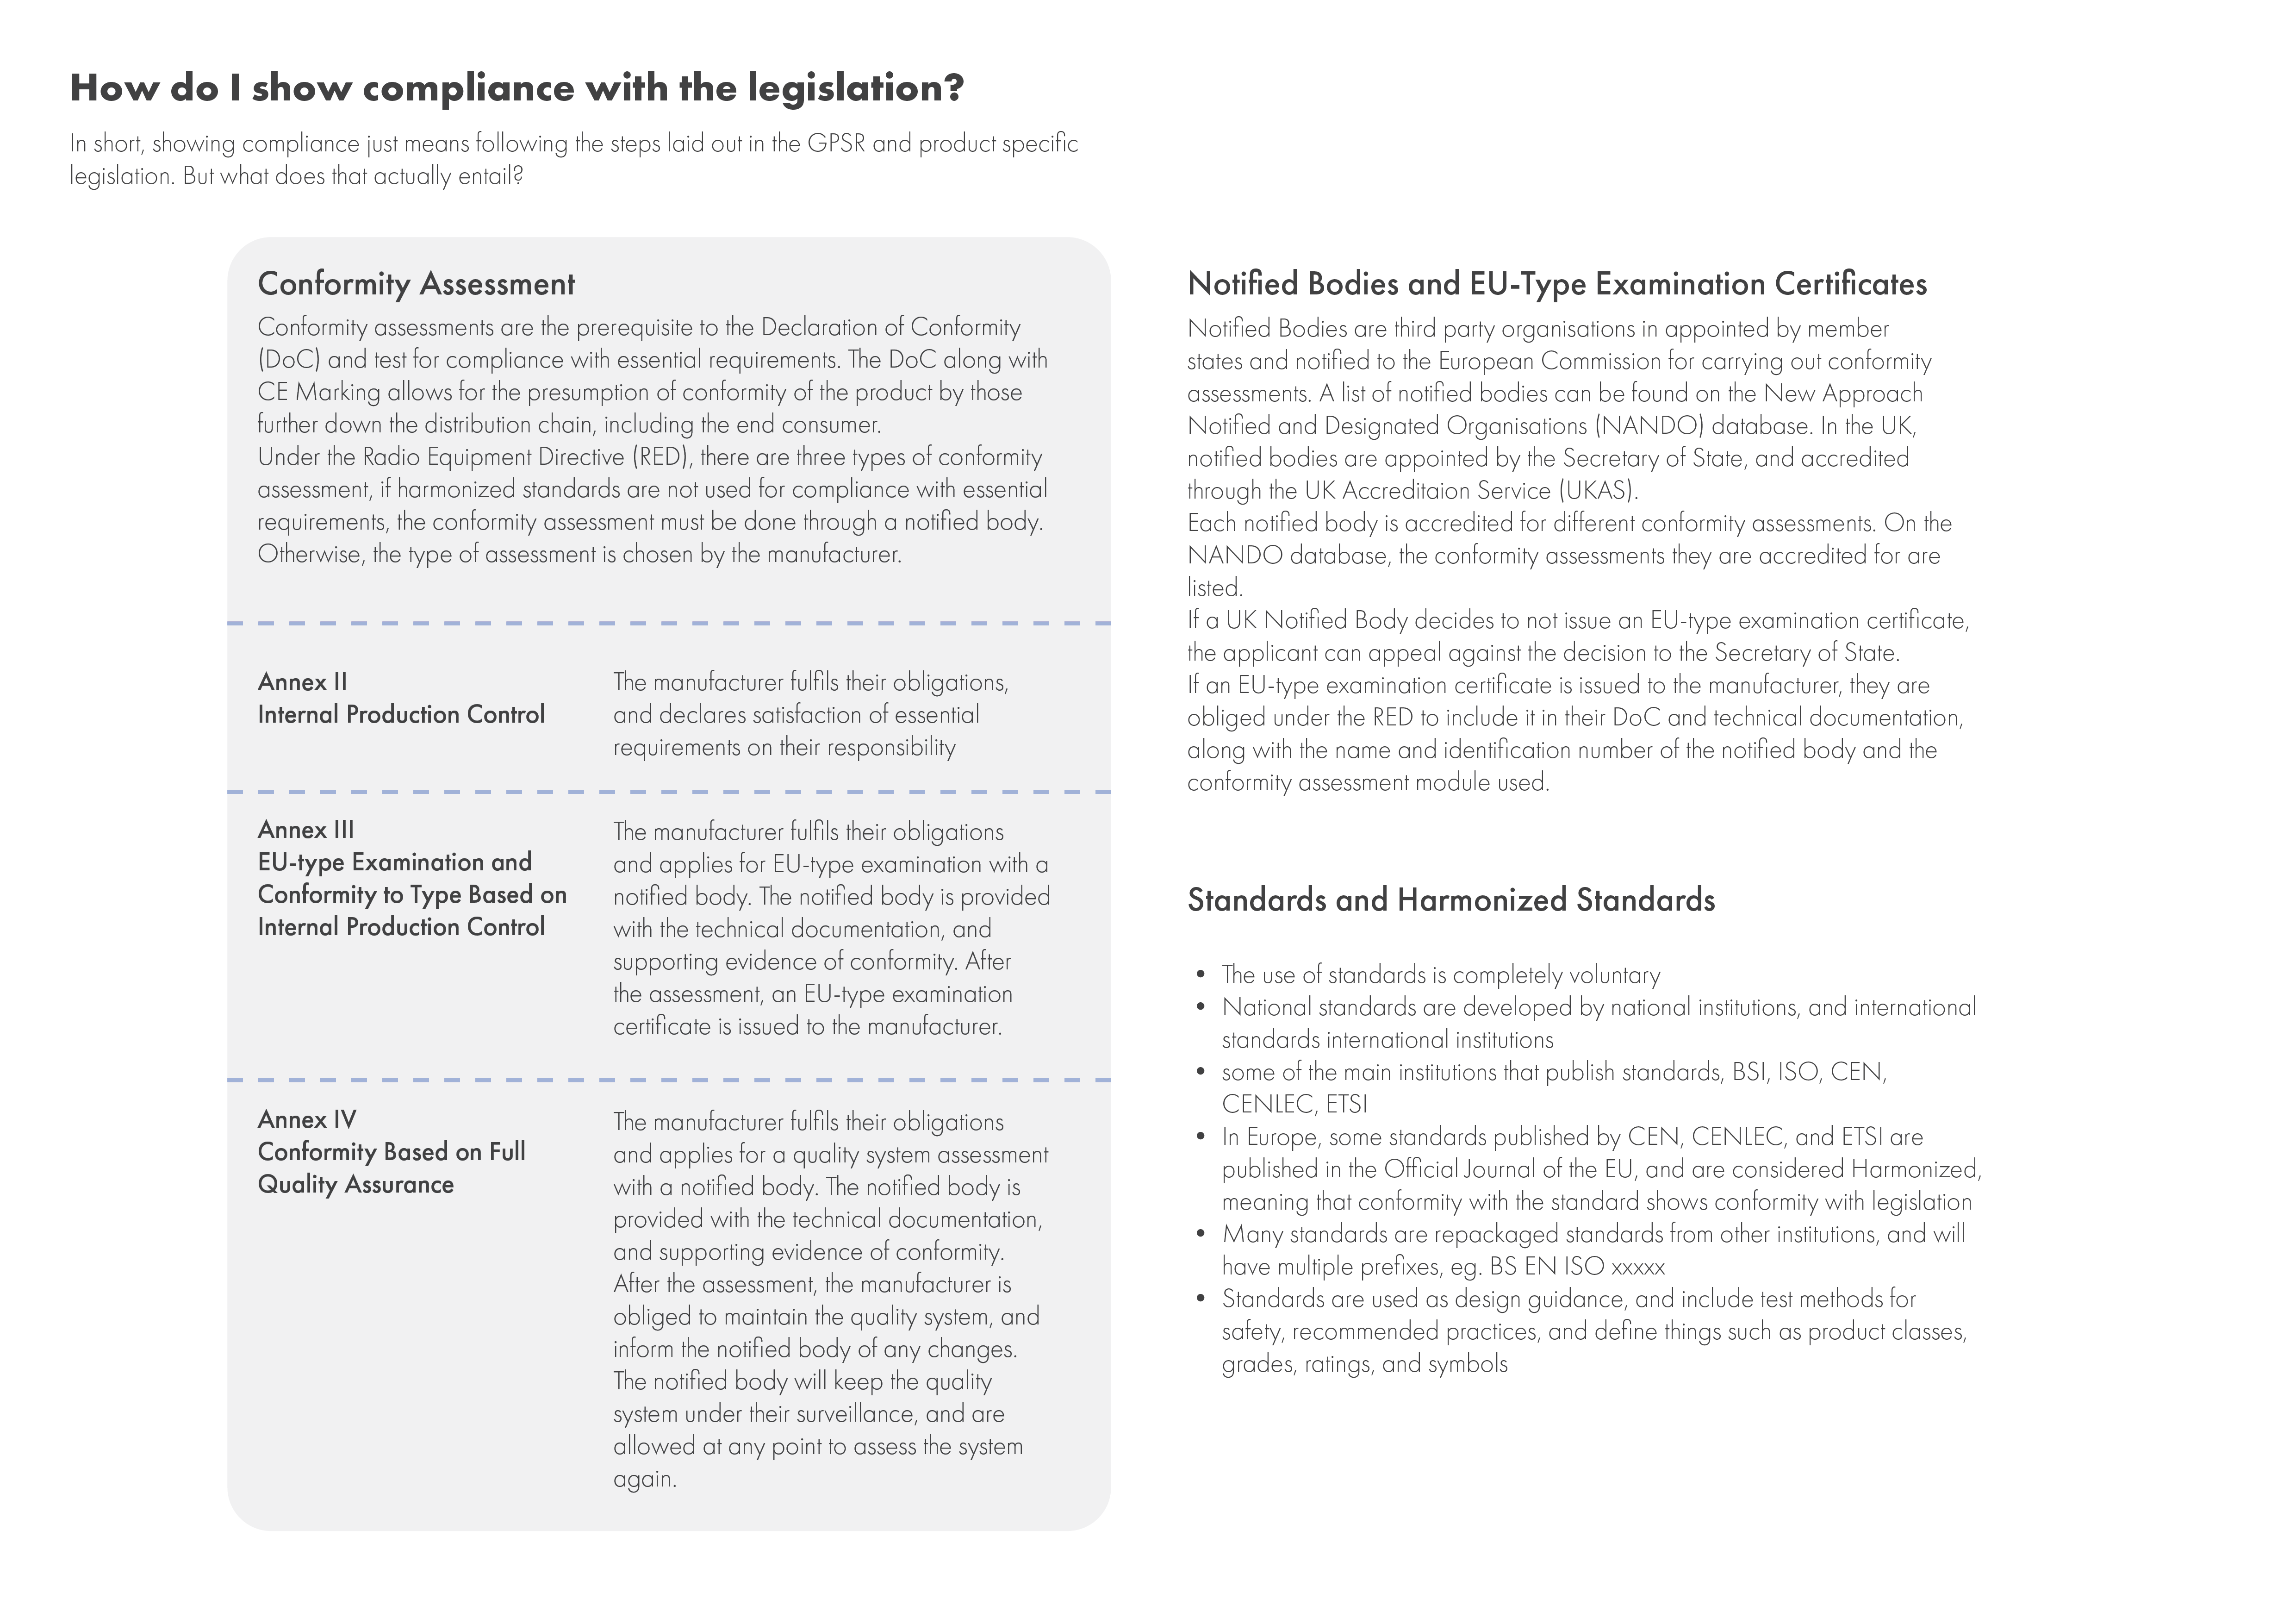 How do I show compliance with the legislation?
In short, showing compliance just means following the steps laid out in the GPSR and product specific
legislation. But what does that actually entail?
Conformity Assessment
Conformity assessments are the prerequisite to the Declaration of Conformity
(DoC) and test for compliance with essential requirements. The DoC along with
CE Marking allows for the presumption of conformity of the product by those
further down the distribution chain, including the end consumer.
Under the Radio Equipment Directive (RED), there are three types of conformity
assessment, if harmonized standards are not used for compliance with essential
requirements, the conformity assessment must be done through a notified body.
Otherwise, the type of assessment is chosen by the manufacturer.
Annex II
Internal Production Control
The manufacturer fulfils their obligations,
and declares satisfaction of essential
requirements on their responsibility
Annex III
EU-type Examination and
Conformity to Type Based on
Internal Production Control
The manufacturer fulfils their obligations
and applies for EU-type examination with a
notified body. The notified body is provided
with the technical documentation, and
supporting evidence of conformity. After
the assessment, an EU-type examination
certificate is issued to the manufacturer.
Annex IV
Conformity Based on Full
Quality Assurance
The manufacturer fulfils their obligations
and applies for a quality system assessment
with a notified body. The notified body is
provided with the technical documentation,
and supporting evidence of conformity.
After the assessment, the manufacturer is
obliged to maintain the quality system, and
inform the notified body of any changes.
The notified body will keep the quality
system under their surveillance, and are
allowed at any point to assess the system
again.
Notified Bodies and EU-Type Examination Certificates
Notified Bodies are third party organisations in appointed by member
states and notified to the European Commission for carrying out conformity
assessments. A list of notified bodies can be found on the New Approach
Notified and Designated Organisations (NANDO) database. In the UK,
notified bodies are appointed by the Secretary of State, and accredited
through the UK Accreditaion Service (UKAS).
Each notified body is accredited for different conformity assessments. On the
NANDO database, the conformity assessments they are accredited for are
listed.
If a UK Notified Body decides to not issue an EU-type examination certificate,
the applicant can appeal against the decision to the Secretary of State.
If an EU-type examination certificate is issued to the manufacturer, they are
obliged under the RED to include it in their DoC and technical documentation,
along with the name and identification number of the notified body and the
conformity assessment module used.
Standards and Harmonized Standards
• The use of standards is completely voluntary
• National standards are developed by national institutions, and international
standards international institutions
• some of the main institutions that publish standards, BSI, ISO, CEN,
CENLEC, ETSI
• In Europe, some standards published by CEN, CENLEC, and ETSI are
published in the Official Journal of the EU, and are considered Harmonized,
meaning that conformity with the standard shows conformity with legislation
• Many standards are repackaged standards from other institutions, and will
have multiple prefixes, eg. BS EN ISO xxxxx
• Standards are used as design guidance, and include test methods for
safety, recommended practices, and define things such as product classes,
grades, ratings, and symbols